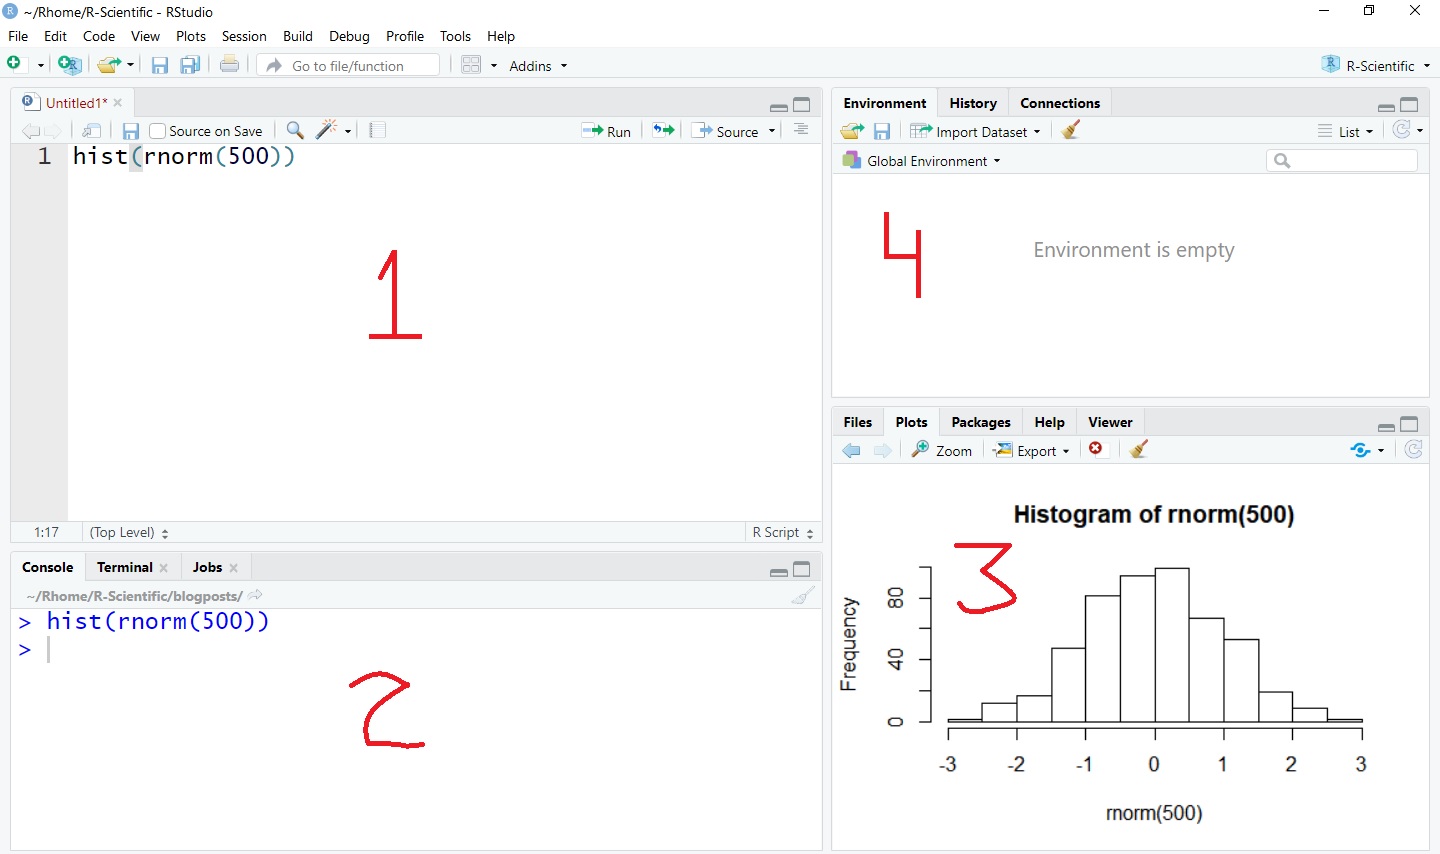 ~/Rhome/R-Scientific - RStudio
File Edit Code View Plots Session Build Debug Profile Tools Help
Go to file/function Addins R-Scientific
Untitled1*
Source on Save Run Source
1 hist(rnorm(500))
1
1:17 (Top Level) R Script
Console Terminal Jobs
~/Rhome/R-Scientific/blogposts/
> hist(rnorm(500))
>
2
Environment History Connections
Import Dataset List
Global Environment
4
Environment is empty
Files Plots Packages Help Viewer
Zoom Export
Histogram of rnorm(500)
3
Frequency
80
40
0
-3 -2 -1 0 1 2 3
rnorm(500)